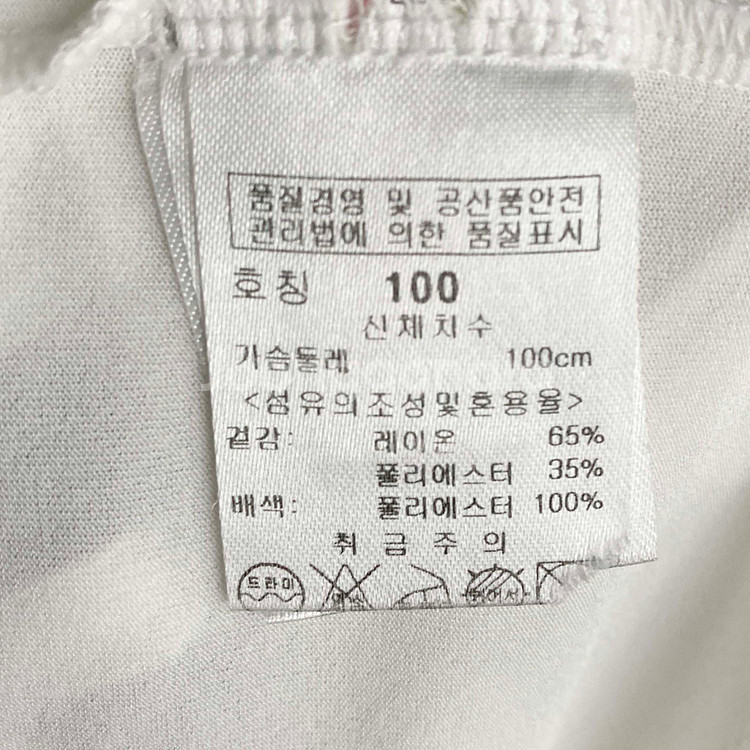 품질경영 및 공산품안전
관리법에 의한 품질표시
호칭 100
신체치수
가슴둘레 100cm
<섬유의조성및혼용율>
겉감: 레이온 65%
폴리에스터 35%
배색: 폴리에스터 100%
취급주의
드라이